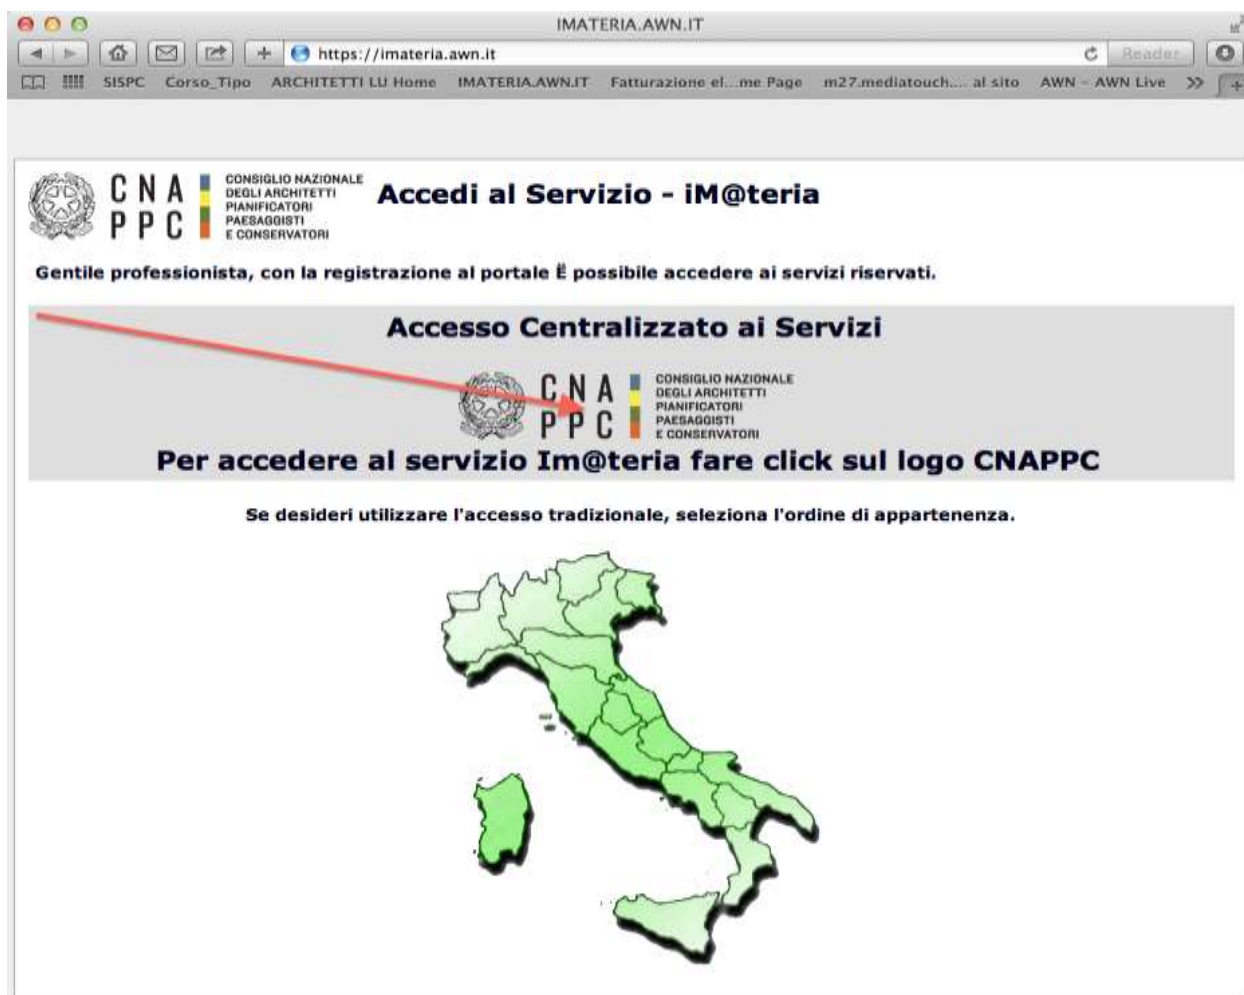 IMATERIA.AWN.IT
https://imateria.awn.it
Reader
SISPC Corso_Tipo ARCHITETTI LU Home IMATERIA.AWN.IT Fatturazione el...me Page m27.mediatouch.... al sito AWN – AWN Live >>
CNA
PPC
CONSIGLIO NAZIONALE
DEGLI ARCHITETTI
PIANIFICATORI
PAESAGGISTI
E CONSERVATORI
Accedi al Servizio - iM@teria
Gentile professionista, con la registrazione al portale Ë possibile accedere ai servizi riservati.
Accesso Centralizzato ai Servizi
CNA
PPC
CONSIGLIO NAZIONALE
DEGLI ARCHITETTI
PIANIFICATORI
PAESAGGISTI
E CONSERVATORI
Per accedere al servizio Im@teria fare click sul logo CNAPPC
Se desideri utilizzare l'accesso tradizionale, seleziona l'ordine di appartenenza.